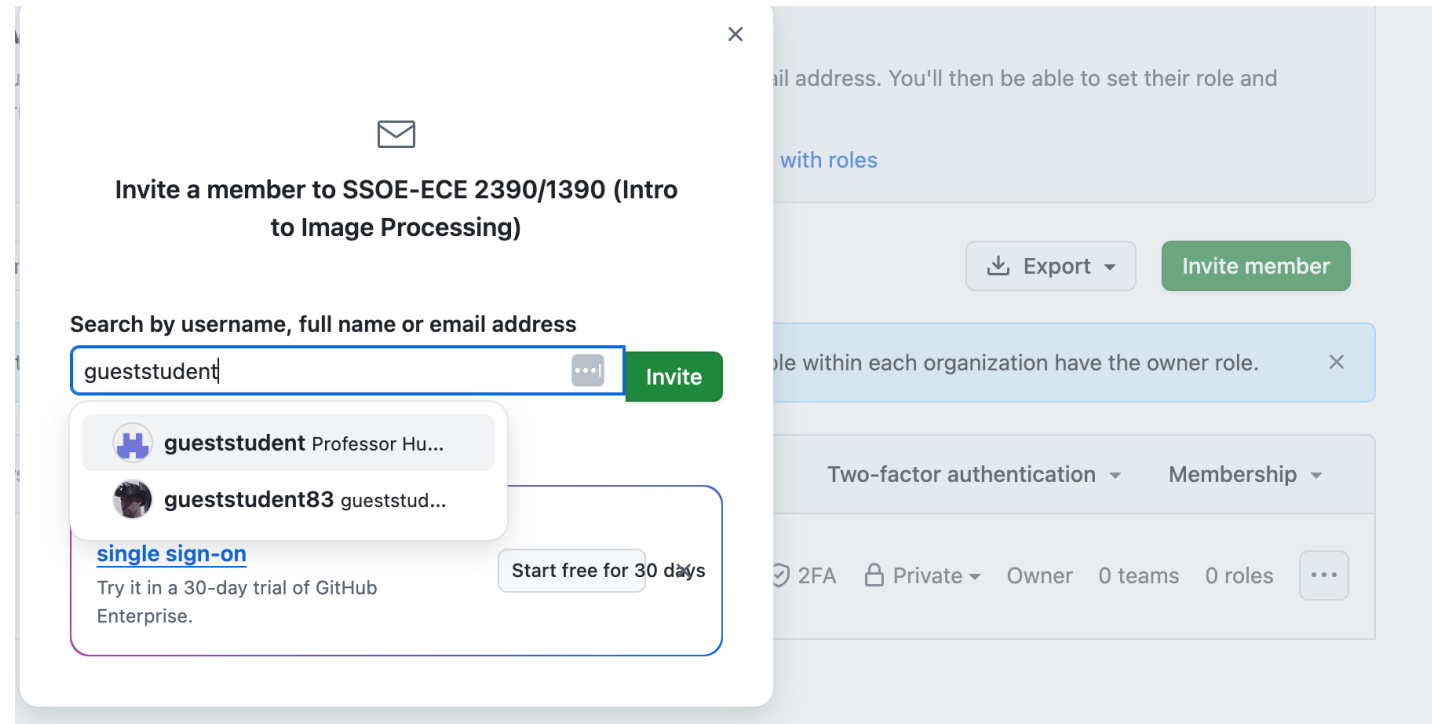 ail address. You'll then be able to set their role and
with roles
Invite a member to SSOE-ECE 2390/1390 (Intro
to Image Processing)
Export
Invite member
Search by username, full name or email address
gueststudent
Invite
ole within each organization have the owner role.
gueststudent Professor Hu...
gueststudent83 gueststud...
Two-factor authentication
Membership
single sign-on
Try it in a 30-day trial of GitHub
Enterprise.
Start free for 30 days
2FA
Private
Owner
0 teams
0 roles